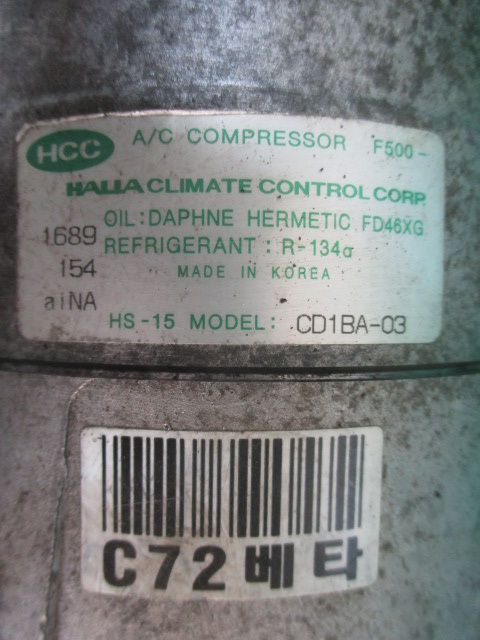 HCC A/C COMPRESSOR F500-
HALLA CLIMATE CONTROL CORP.
OIL: DAPHNE HERMETIC FD46XG
1689 REFRIGERANT : R-134a
154 MADE IN KOREA
aiNA
HS-15 MODEL: CD1BA-03
C72베타